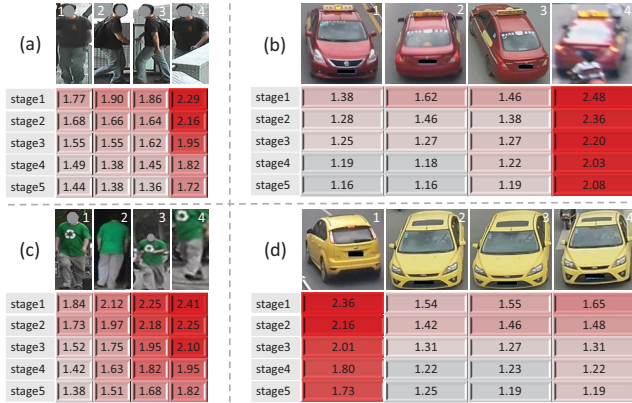 (a)
1 2 3 4
stage1 1.77 1.90 1.86 2.29
stage2 1.68 1.66 1.64 2.16
stage3 1.55 1.55 1.62 1.95
stage4 1.49 1.38 1.45 1.82
stage5 1.44 1.38 1.36 1.72
(b)
1 2 3 4
stage1 1.38 1.62 1.46 2.48
stage2 1.28 1.46 1.38 2.36
stage3 1.25 1.27 1.27 2.20
stage4 1.19 1.18 1.22 2.03
stage5 1.16 1.16 1.19 2.08
(c)
1 2 3 4
stage1 1.84 2.12 2.25 2.41
stage2 1.73 1.97 2.18 2.25
stage3 1.52 1.75 1.95 2.10
stage4 1.42 1.63 1.82 1.95
stage5 1.38 1.51 1.68 1.82
(d)
1 2 3 4
stage1 2.36 1.54 1.55 1.65
stage2 2.16 1.42 1.46 1.48
stage3 2.01 1.31 1.27 1.31
stage4 1.80 1.22 1.23 1.22
stage5 1.73 1.25 1.19 1.19